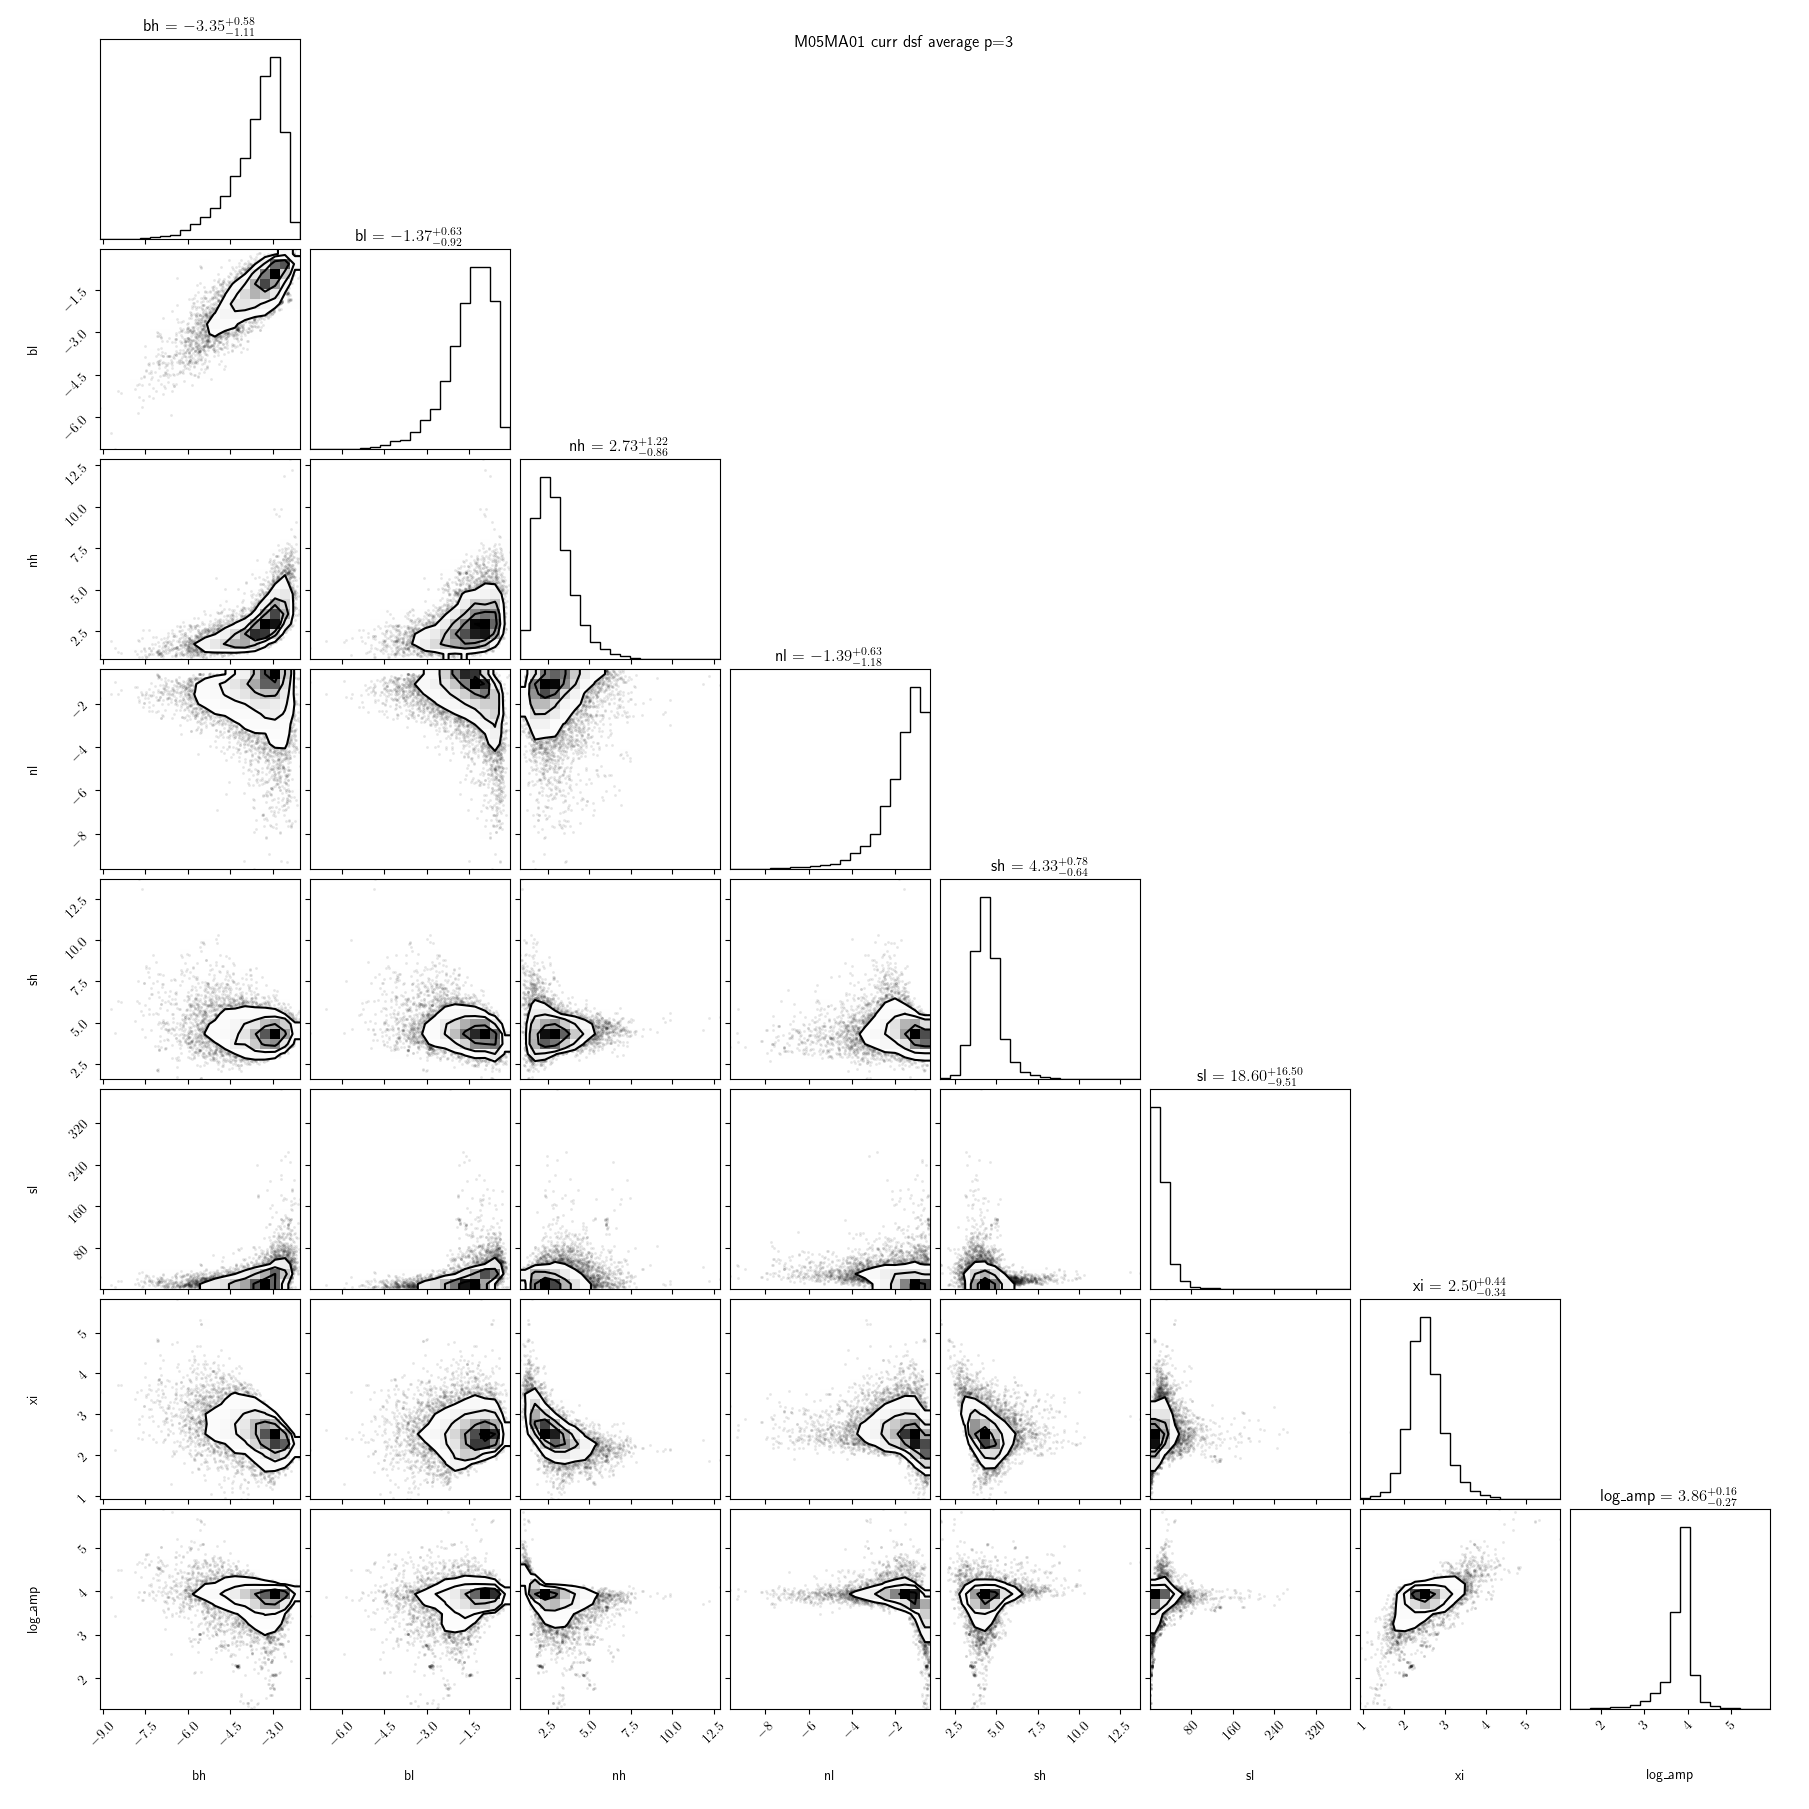 bh = −3.35+0.58 −1.11
M05MA01 curr dsf average p=3
bl = −1.37+0.63 −0.92
−1.5
−3.0
−4.5
−6.0
bl
nh = 2.73+1.22 −0.86
12.5
10.0
7.5
5.0
2.5
nh
nl = −1.39+0.63 −1.18
−2
−4
−6
−8
nl
sh = 4.33+0.78 −0.64
12.5
10.0
7.5
5.0
2.5
sh
sl = 18.60+16.50 −9.51
320
240
160
80
sl
xi = 2.50+0.44 −0.34
5
4
3
2
1
xi
log_amp = 3.86+0.16 −0.27
5
4
3
2
log_amp
−9.0 −7.5 −6.0 −4.5 −3.0 −6.0 −4.5 −3.0 −1.5 2.5 5.0 7.5 10.0 12.5 −8 −6 −4 −2 2.5 5.0 7.5 10.0 12.5 80 160 240 320 1 2 3 4 5 2 3 4 5
bh bl nh nl sh sl xi log_amp